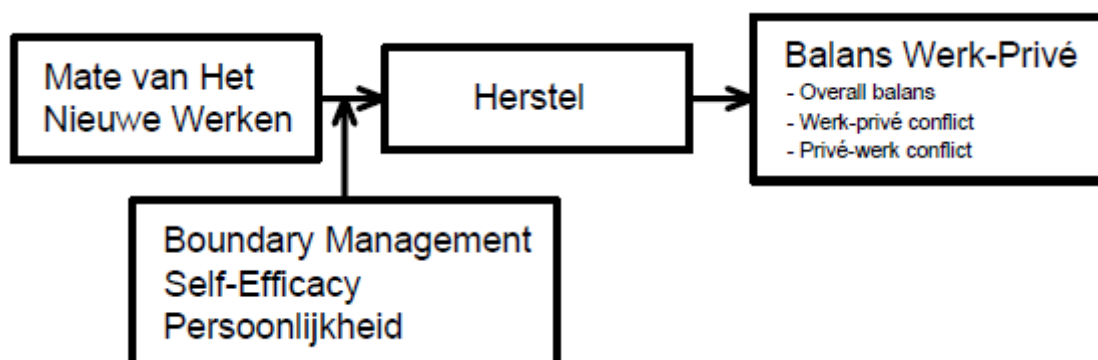 Mate van Het
Nieuwe Werken
Herstel
Balans Werk-Privé
- Overall balans
- Werk-privé conflict
- Privé-werk conflict
Boundary Management
Self-Efficacy
Persoonlijkheid